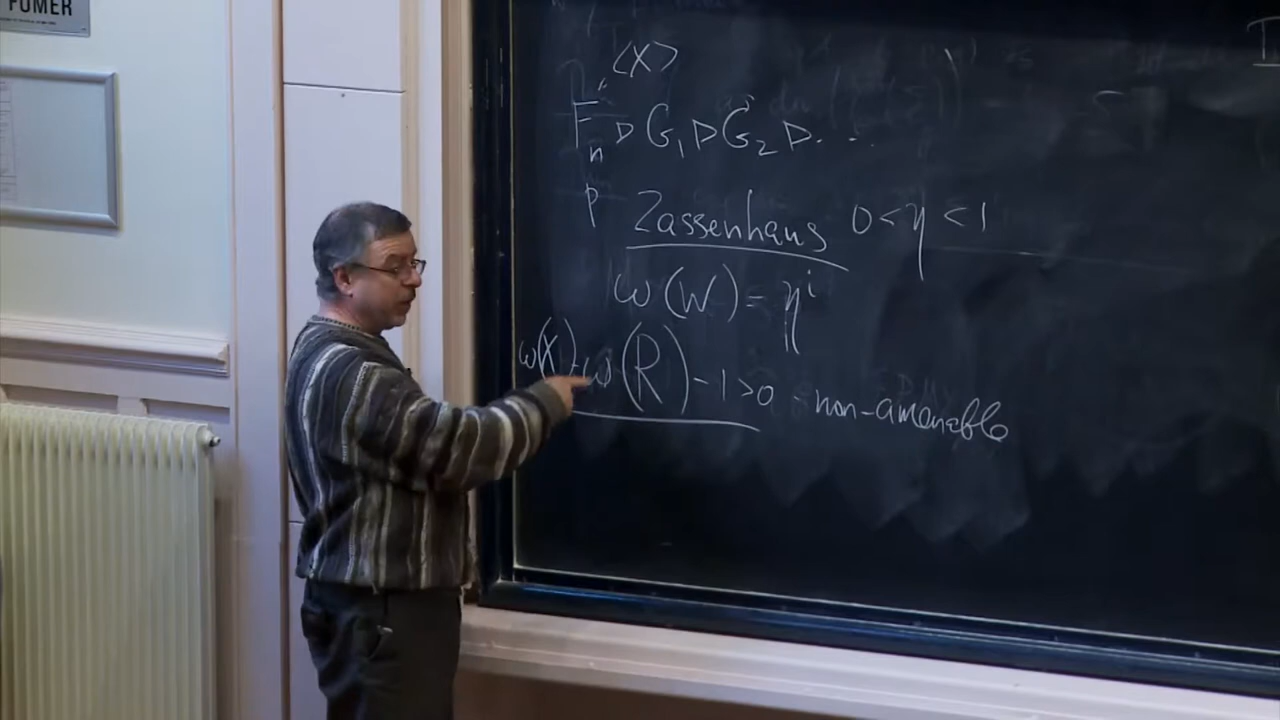 FUMER
⟨X⟩
F_n ▷ G_1 ▷ G_2 ▷ . . .
p Zassenhaus 0 < η < 1
ω(W) = η^i
ω(X) - ω(R) - 1 > 0 - non-amenable